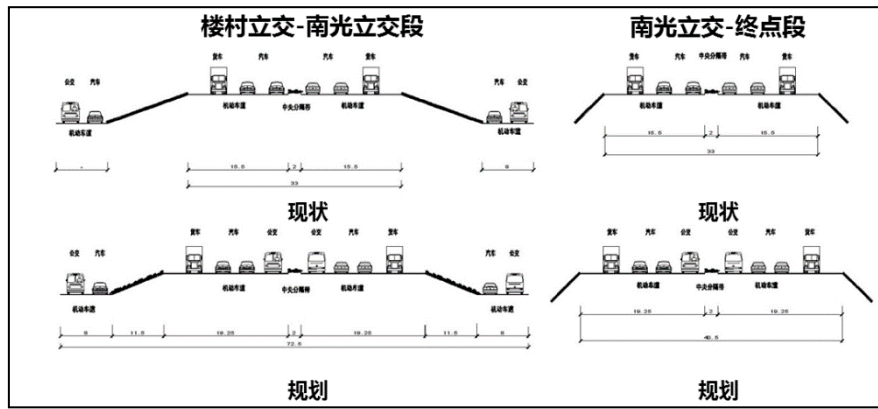 楼村立交-南光立交段
南光立交-终点段
货车 汽车 汽车 货车
公交 汽车
汽车 公交
机动车道 中央分隔带 机动车道
机动车道
机动车道
9
15.5 2 15.5
33
货车 汽车 中央分隔带 汽车 货车
机动车道 机动车道
15.5 2 15.5
33
现状
现状
货车 汽车 公交 公交 汽车 货车
公交 汽车
汽车 公交
机动车道 中央分隔带 机动车道
机动车道
机动车道
9 11.5 19.25 2 19.25 11.5
72.5
货车 汽车 公交 公交 汽车 货车
机动车道 中央分隔带 机动车道
19.25 2 19.25
40.5
规划
规划